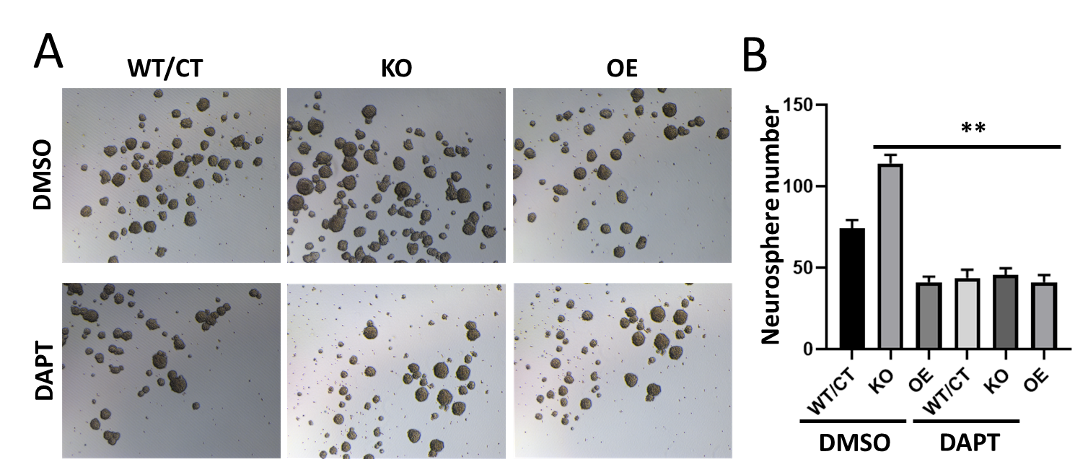 A
WT/CT KO OE
DMSO
DAPT
B
Neurosphere number
150
100
50
0
**
WT/CT KO OE WT/CT KO OE
DMSO DAPT